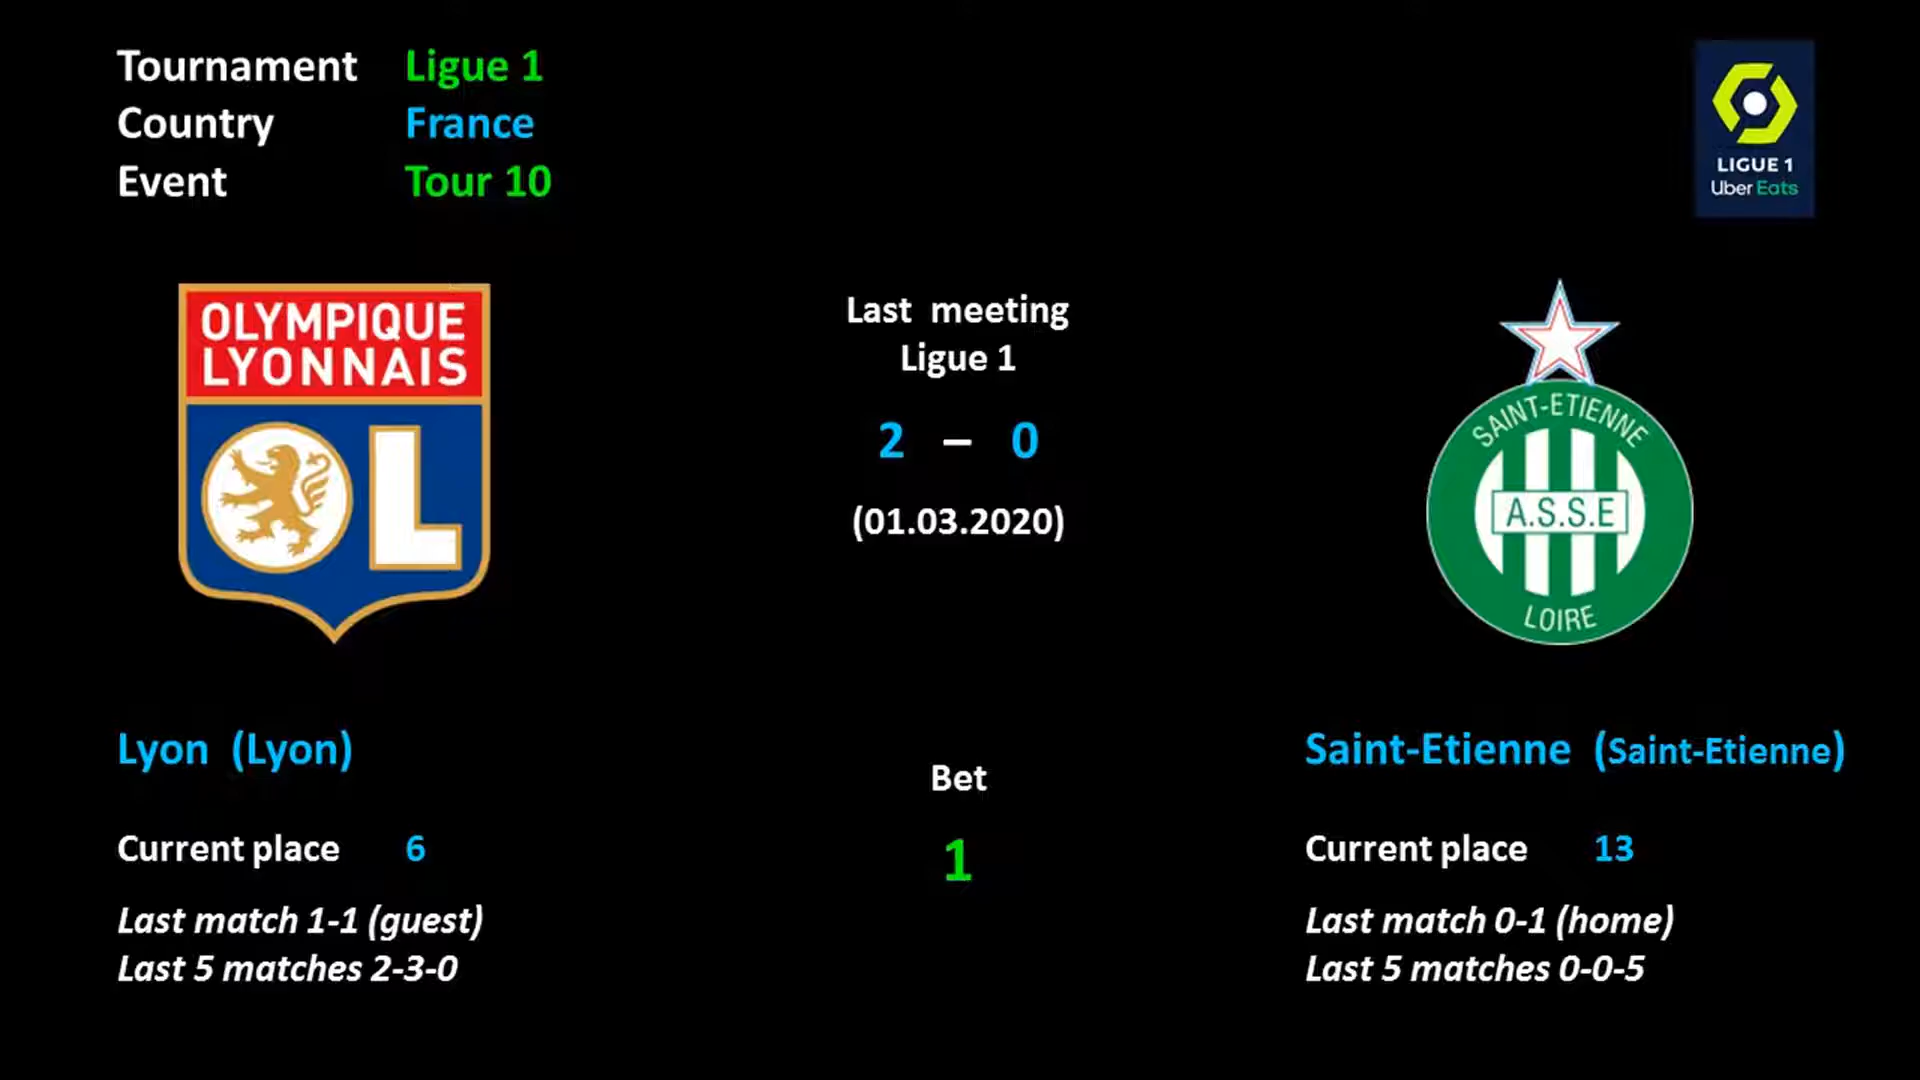 Tournament Ligue 1
Country France
Event Tour 10
LIGUE 1
Uber Eats
OLYMPIQUE
LYONNAIS
OL
Last meeting
Ligue 1
2 – 0
(01.03.2020)
SAINT-ETIENNE
A.S.S.E
LOIRE
Lyon (Lyon)
Current place 6
Last match 1-1 (guest)
Last 5 matches 2-3-0
Bet
1
Saint-Etienne (Saint-Etienne)
Current place 13
Last match 0-1 (home)
Last 5 matches 0-0-5